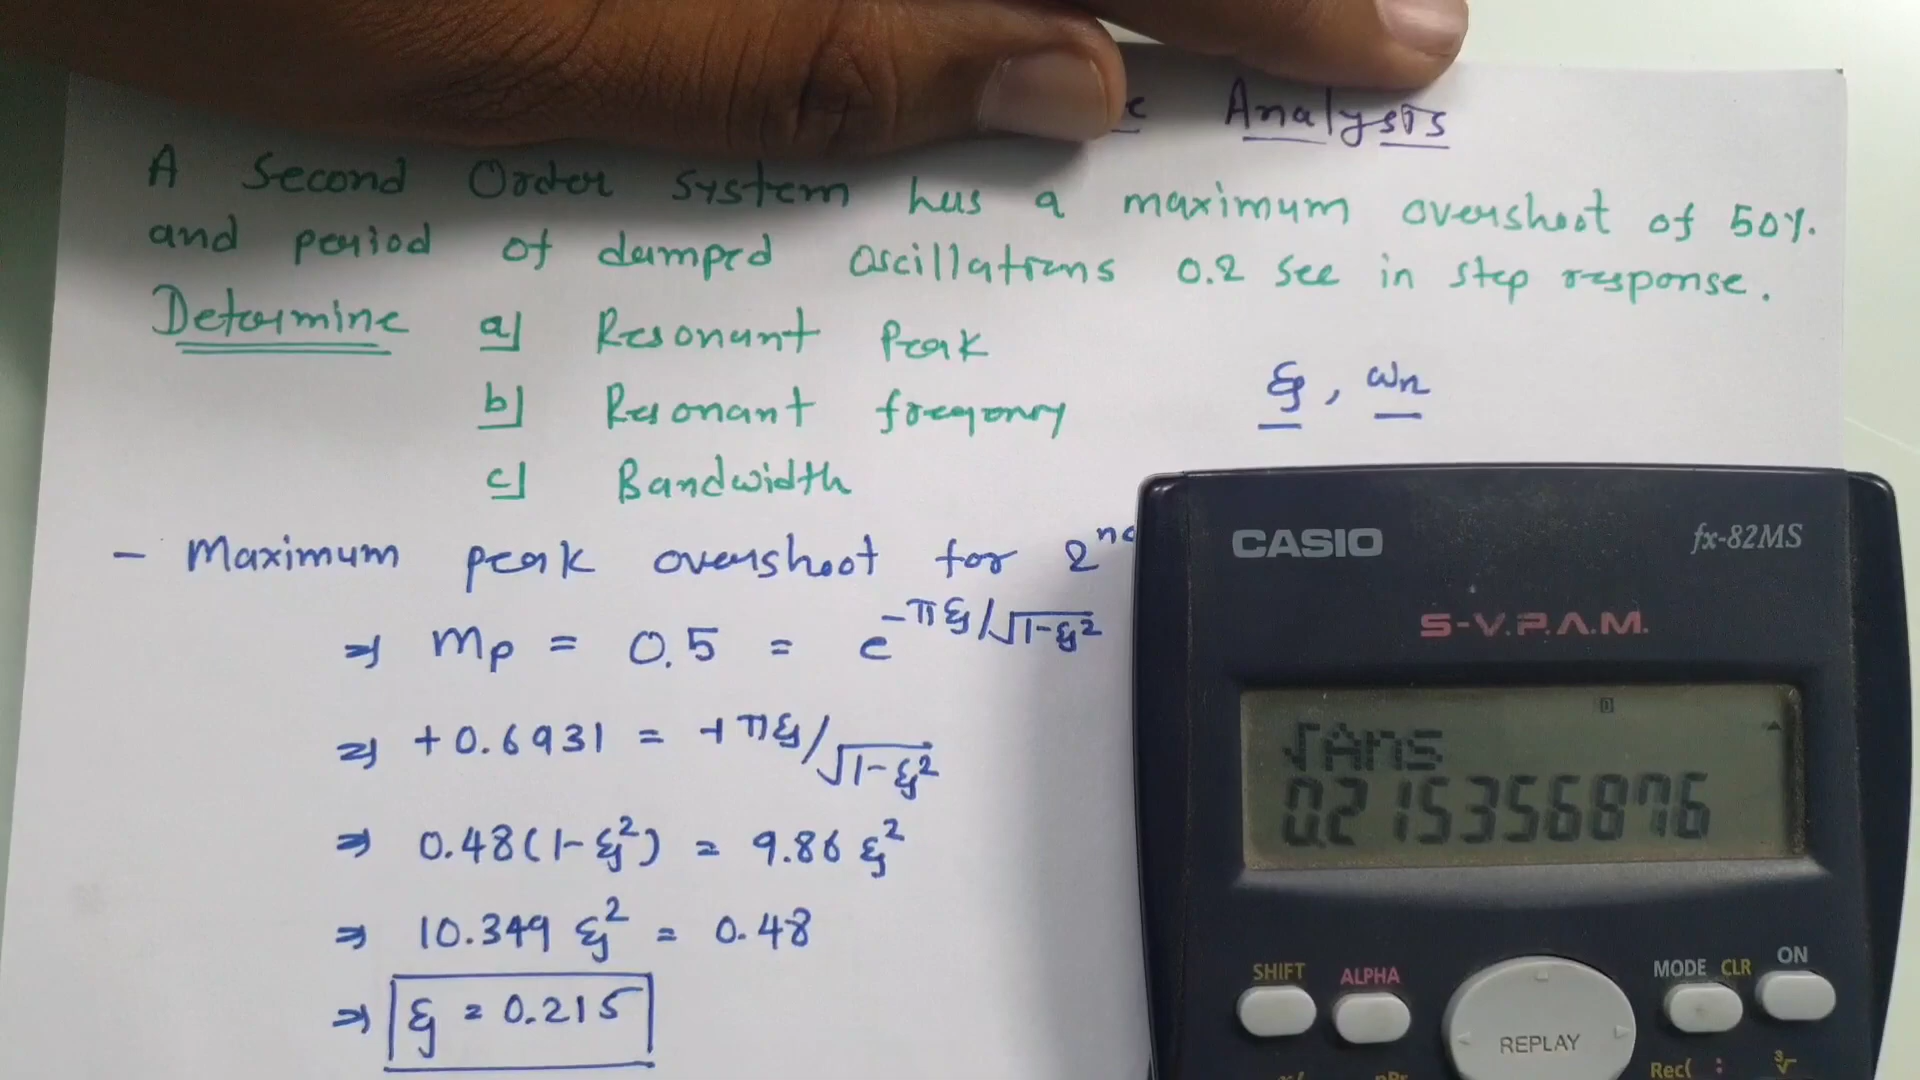 Analysis
A Second Order system has a maximum overshoot of 50%.
and period of damped oscillations 0.2 sec in step response.
Determine a] Resonant Peak
b] Resonant frequency
ξ, ωn
c] Bandwidth
- Maximum peak overshoot for 2
⇒ Mp = 0.5 = e^-πξ/√1-ξ²
⇒ +0.6931 = +πξ/√1-ξ²
⇒ 0.48(1-ξ²) = 9.86 ξ²
⇒ 10.349 ξ² = 0.48
⇒ ξ = 0.215
CASIO fx-82MS
S-V.P.A.M.
D
√Ans
0.215356876
SHIFT ALPHA MODE CLR ON
REPLAY
Rec( : ³√